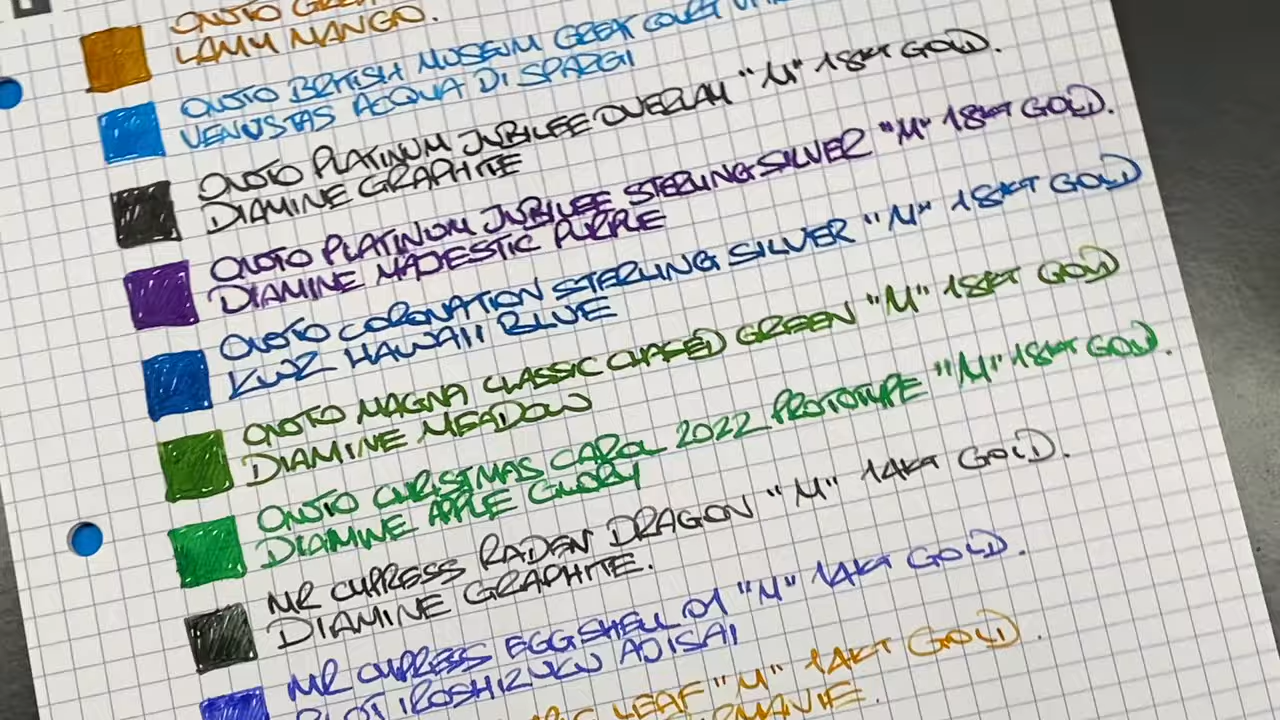 ONOTO
LAMY MANGO.
ONOTO BRITISH MUSEUM GREAT COURT
VENUSTAS ACQUA DI SPARGI
ONOTO PLATINUM JUBILEE OVERLAY "M" 18KT GOLD.
DIAMINE GRAPHITE
ONOTO PLATINUM JUBILEE STERLING SILVER "M" 18KT GOLD.
DIAMINE MAJESTIC PURPLE
ONOTO CORONATION STERLING SILVER "M" 18KT GOLD
KWZ HAWAII BLUE
ONOTO MAGNA CLASSIC CHASED GREEN "M" 18KT GOLD
DIAMINE MEADOW
ONOTO CHRISTMAS CAROL 2022 PROTOTYPE "M" 18KT GOLD.
DIAMINE APPLE GLORY
MR CYPRESS RADEN DRAGON "M" 14KT GOLD.
DIAMINE GRAPHITE.
MR CYPRESS EGGSHELL 01 "M" 14KT GOLD.
PILOT IROSHIZUKU AJISAI
LEAF "M" 14KT GOLD.